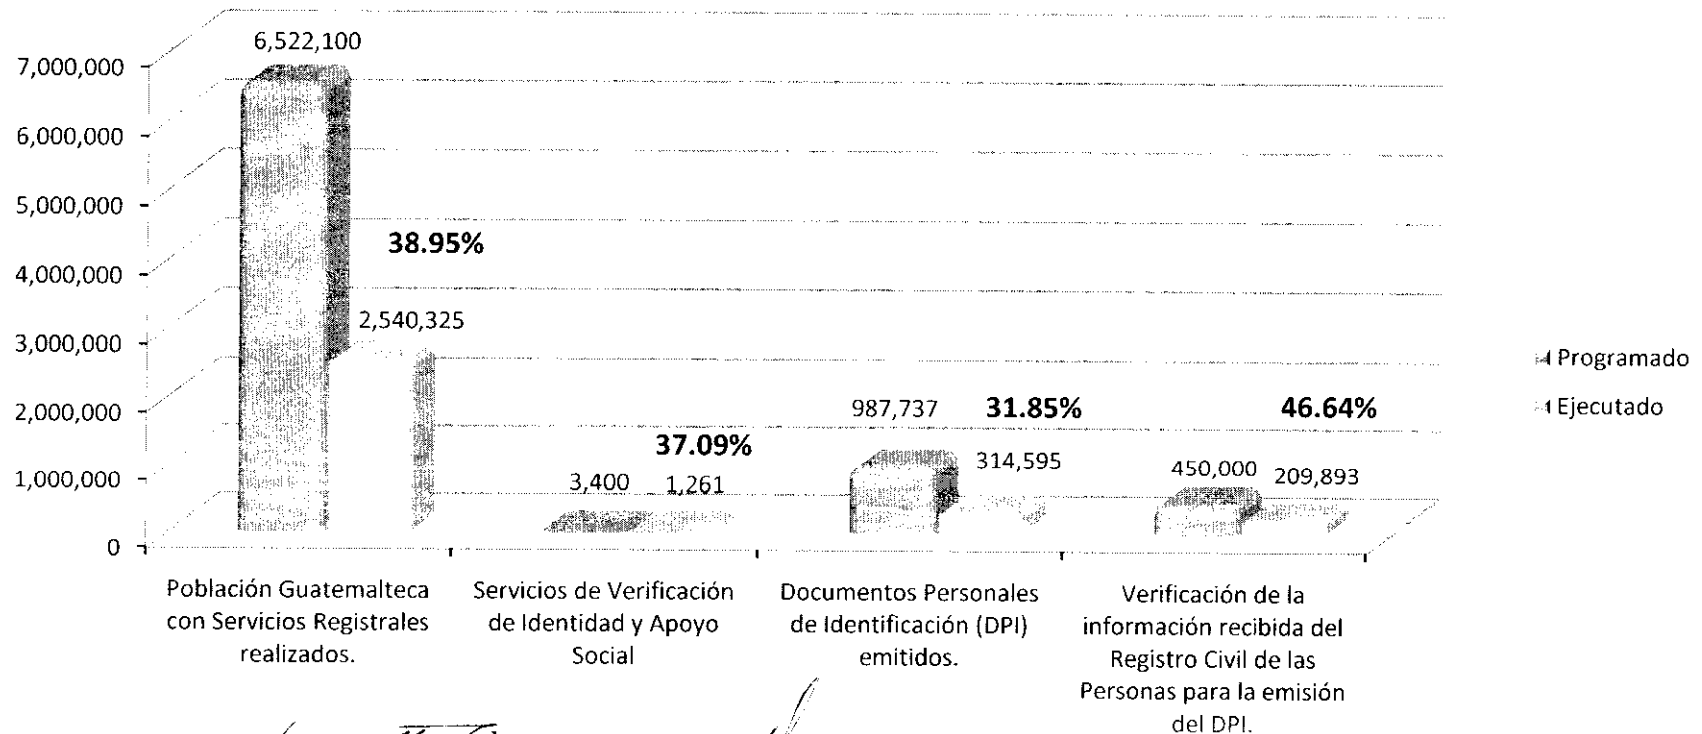 6,522,100
7,000,000
6,000,000
5,000,000
4,000,000
3,000,000
2,000,000
1,000,000
0
38.95%
2,540,325
37.09%
3,400
1,261
987,737
31.85%
314,595
46.64%
450,000
209,893
Programado
Ejecutado
Población Guatemalteca
con Servicios Registrales
realizados.
Servicios de Verificación
de Identidad y Apoyo
Social
Documentos Personales
de Identificación (DPI)
emitidos.
Verificación de la
información recibida del
Registro Civil de las
Personas para la emisión
del DPI.